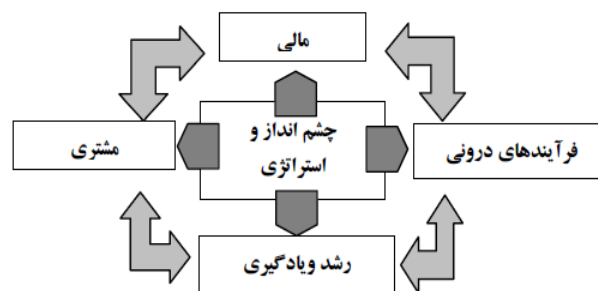 مالی
چشم انداز و
استراتژی
فرآیندهای درونی
مشتری
رشد ویادگیری